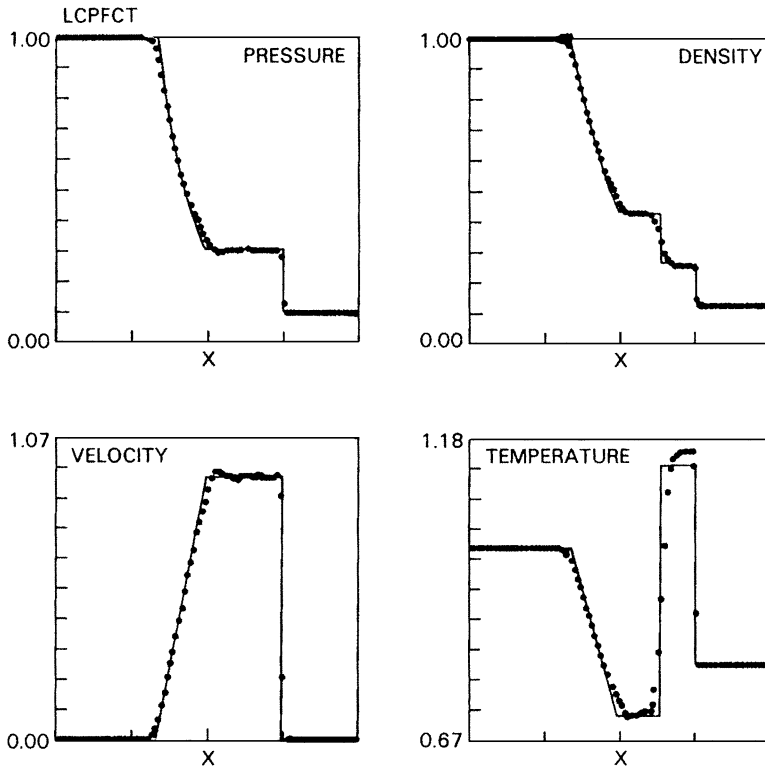 LCPFCT
1.00
PRESSURE
0.00
X
1.00
DENSITY
0.00
X
1.07
VELOCITY
0.00
X
1.18
TEMPERATURE
0.67
X